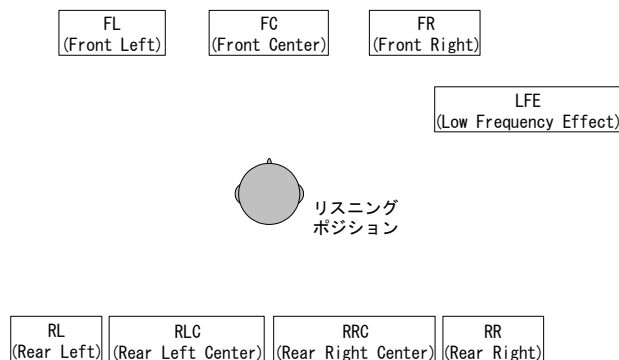 FL
(Front Left)
FC
(Front Center)
FR
(Front Right)
LFE
(Low Frequency Effect)
リスニング
ポジション
RL
(Rear Left)
RLC
(Rear Left Center)
RRC
(Rear Right Center)
RR
(Rear Right)